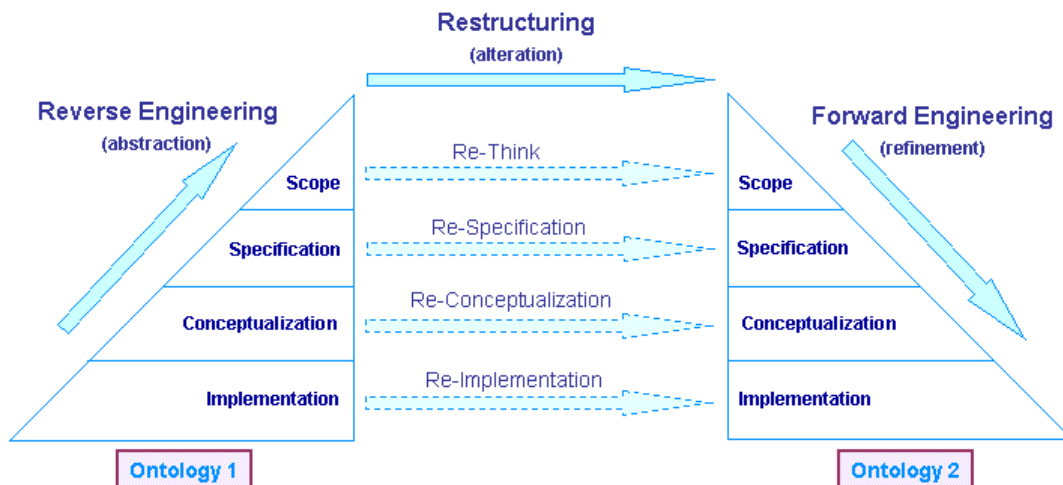 Restructuring
(alteration)
Reverse Engineering
(abstraction)
Forward Engineering
(refinement)
Re-Think
Scope
Scope
Re-Specification
Specification
Specification
Re-Conceptualization
Conceptualization
Conceptualization
Re-Implementation
Implementation
Implementation
Ontology 1
Ontology 2